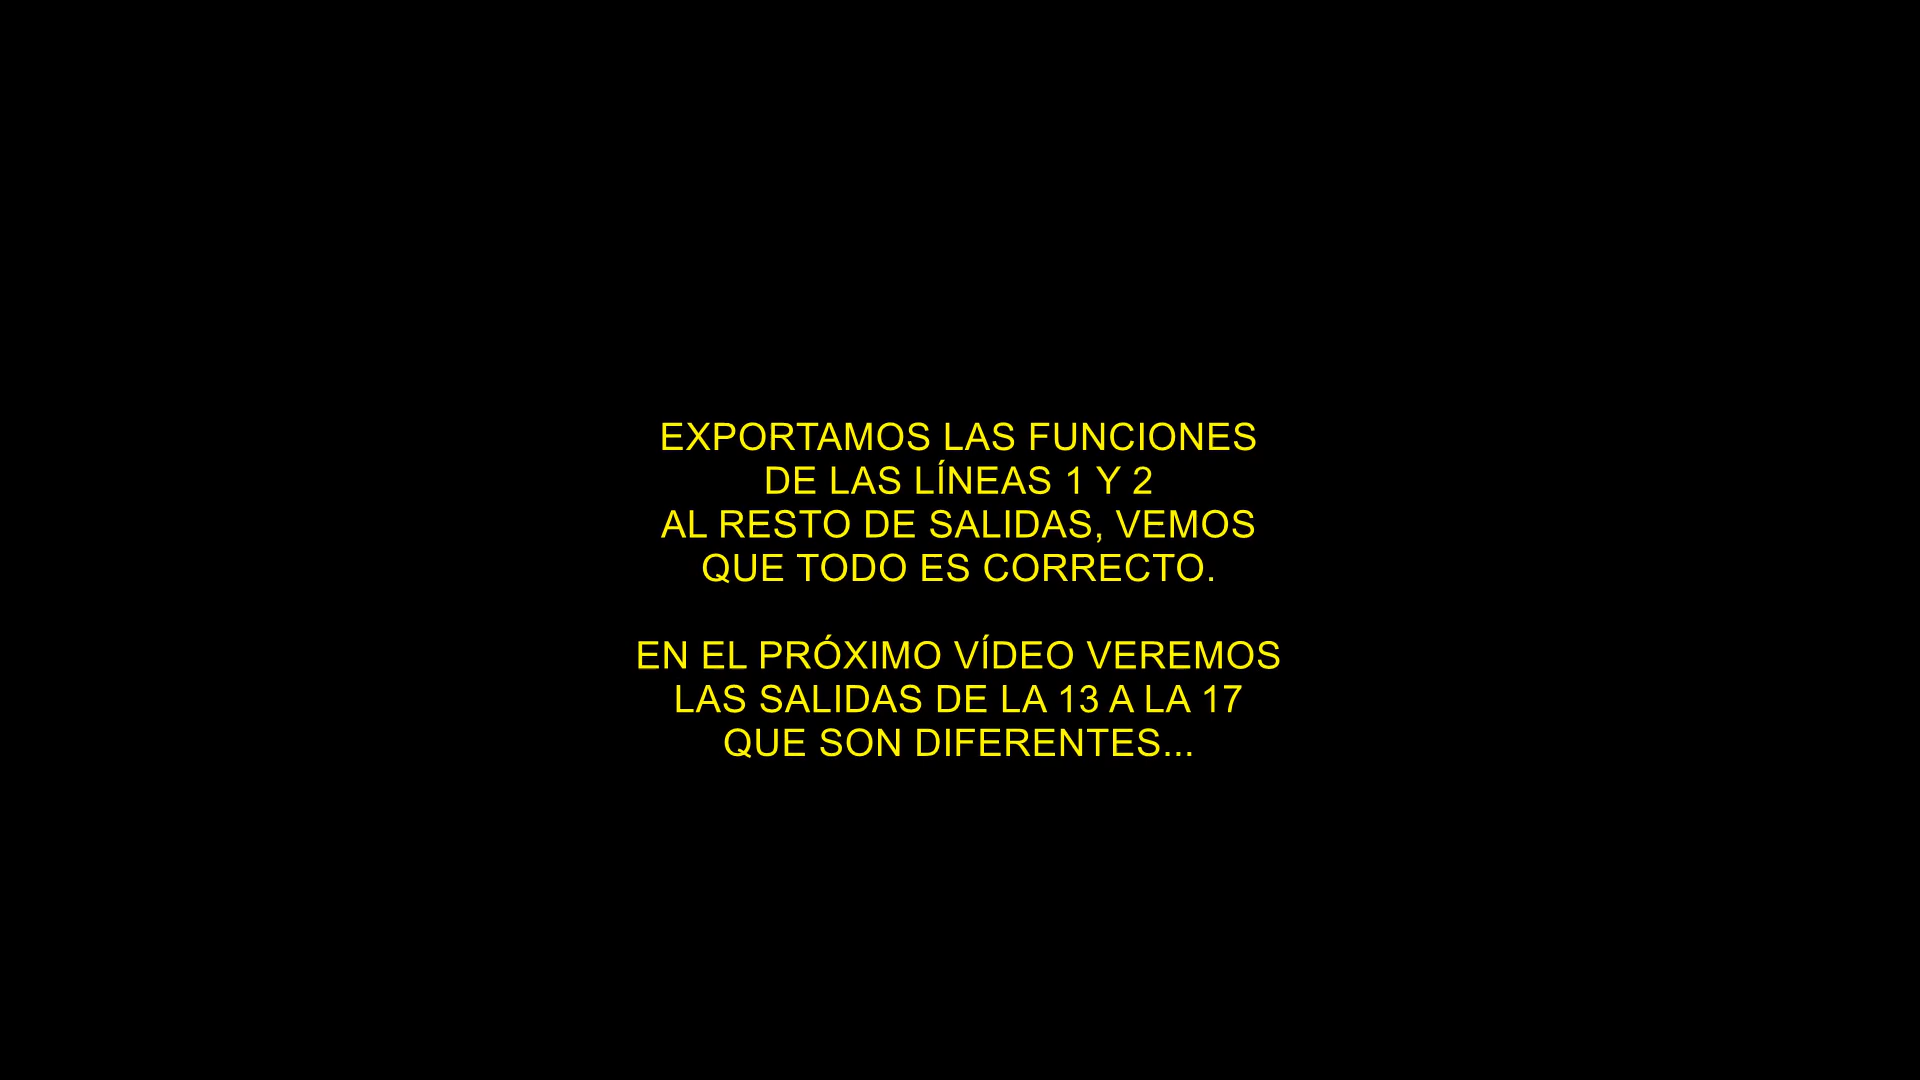 EXPORTAMOS LAS FUNCIONES
DE LAS LÍNEAS 1 Y 2
AL RESTO DE SALIDAS, VEMOS
QUE TODO ES CORRECTO.
EN EL PRÓXIMO VÍDEO VEREMOS
LAS SALIDAS DE LA 13 A LA 17
QUE SON DIFERENTES...